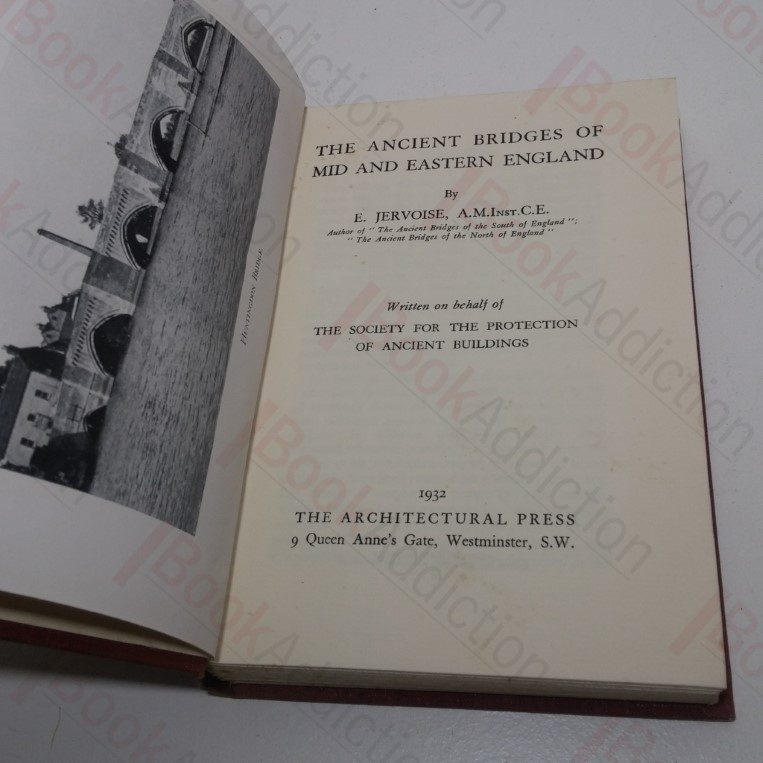 HUNTINGDON BRIDGE
THE ANCIENT BRIDGES OF
MID AND EASTERN ENGLAND
By
E. JERVOISE, A.M.INST.C.E.
Author of "The Ancient Bridges of the South of England";
"The Ancient Bridges of the North of England"
Written on behalf of
THE SOCIETY FOR THE PROTECTION
OF ANCIENT BUILDINGS
1932
THE ARCHITECTURAL PRESS
9 Queen Anne's Gate, Westminster, S.W.
BookAddiction